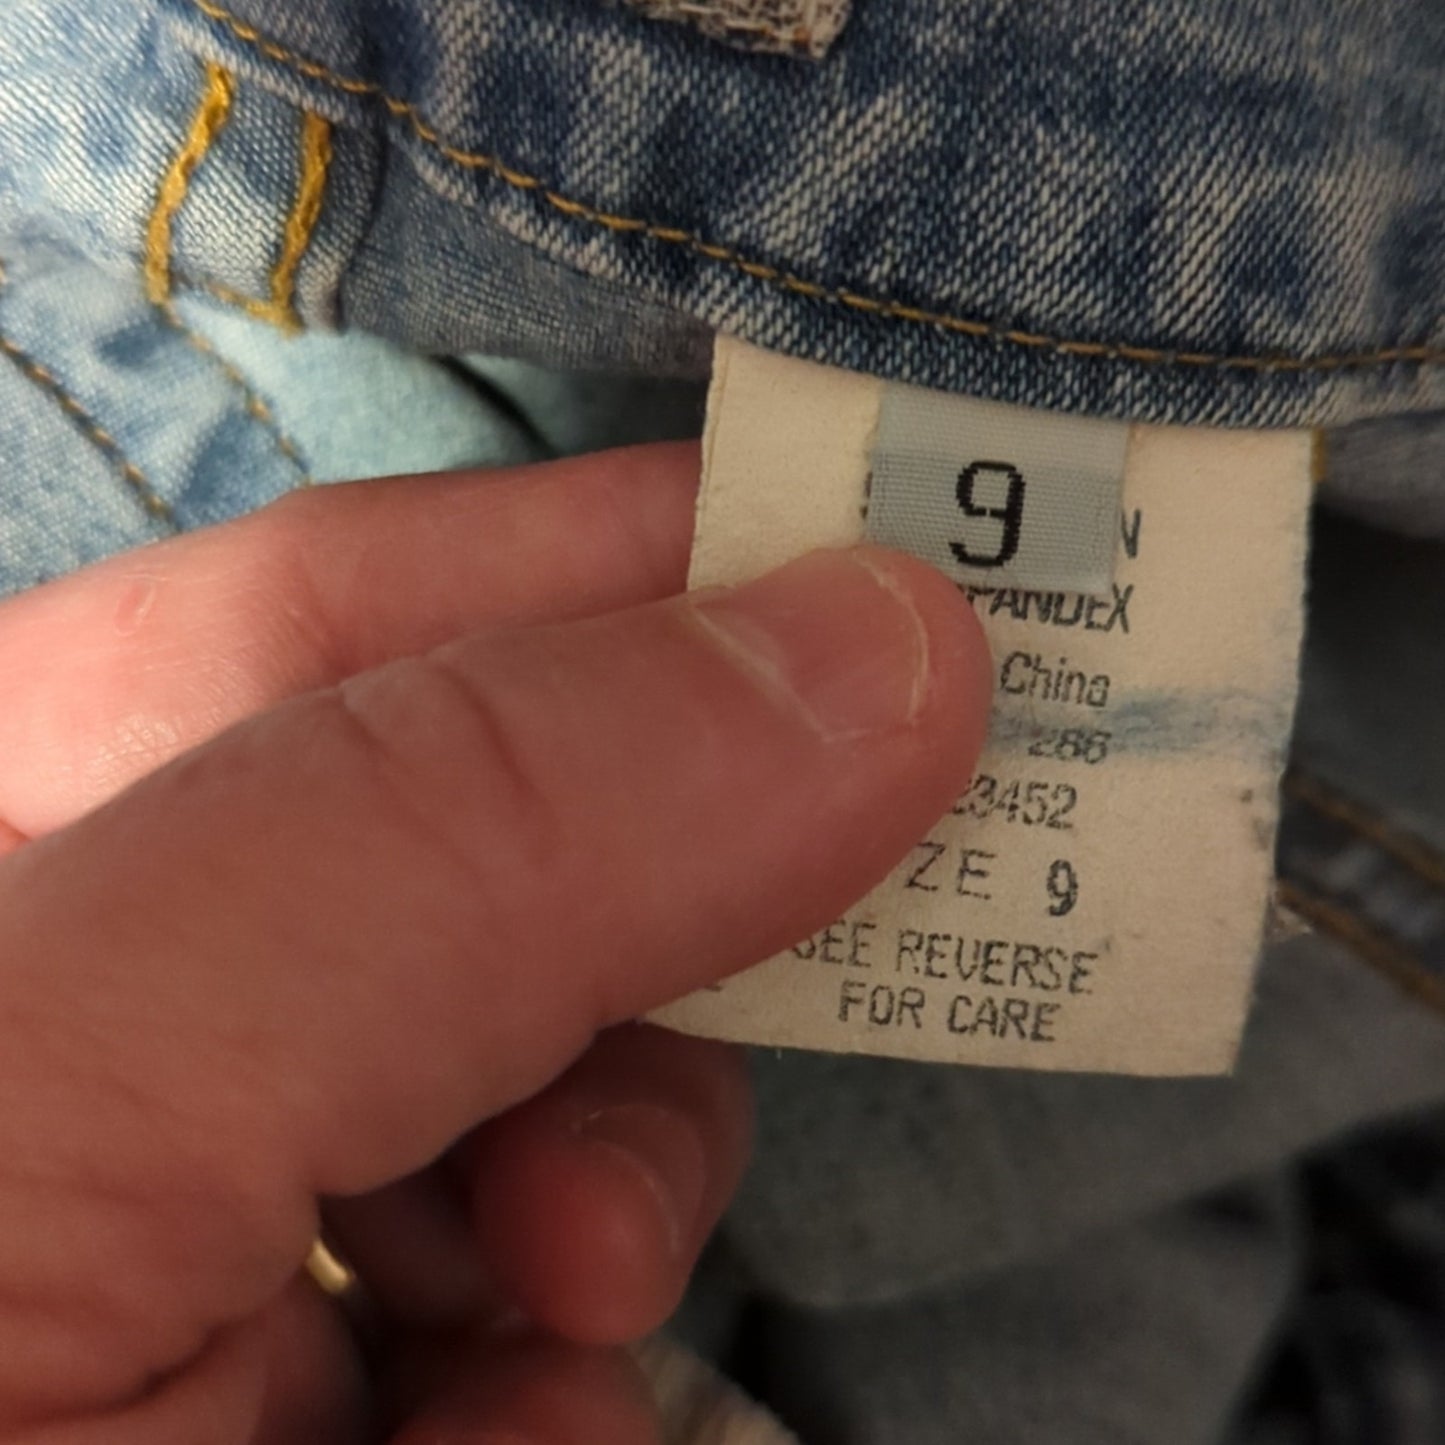 9
N
PANDEX
China
286
23452
ZE 9
SEE REVERSE
FOR CARE